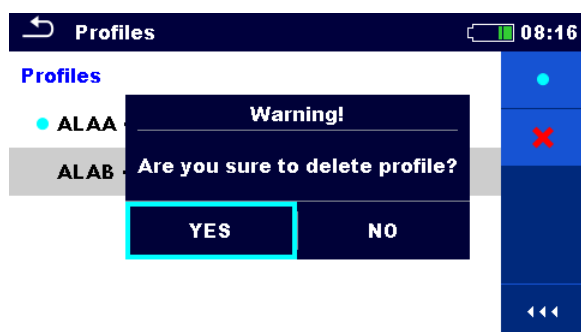 Profiles
08:16
Profiles
ALAA -
ALAB -
Warning!
Are you sure to delete profile?
YES
NO